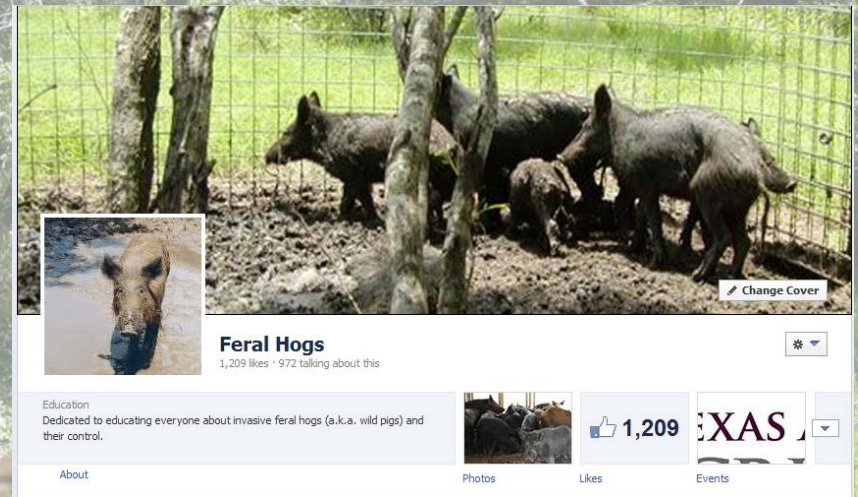 Change Cover
Feral Hogs
1,209 likes · 972 talking about this
Education
Dedicated to educating everyone about invasive feral hogs (a.k.a. wild pigs) and
their control.
About
1,209
EXAS A
Photos
Likes
Events